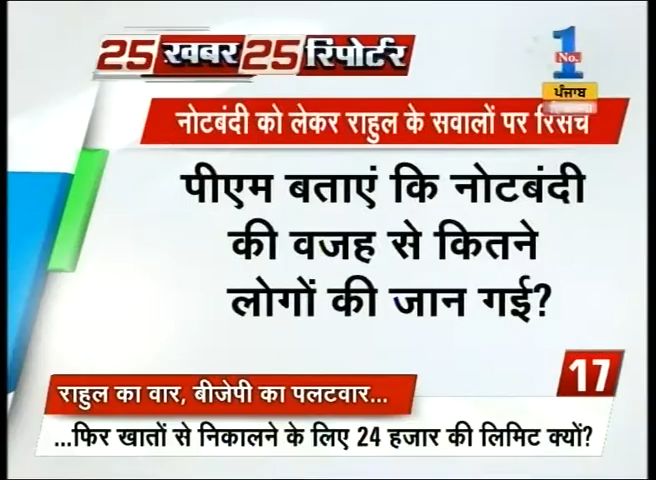 25 खबर 25 रिपोर्टर
No. 1
ਪੰਜਾਬ
नोटबंदी को लेकर राहुल के सवालों पर रिसर्च
पीएम बताएं कि नोटबंदी
की वजह से कितने
लोगों की जान गई?
17
राहुल का वार, बीजेपी का पलटवार...
...फिर खातों से निकालने के लिए 24 हजार की लिमिट क्यों?